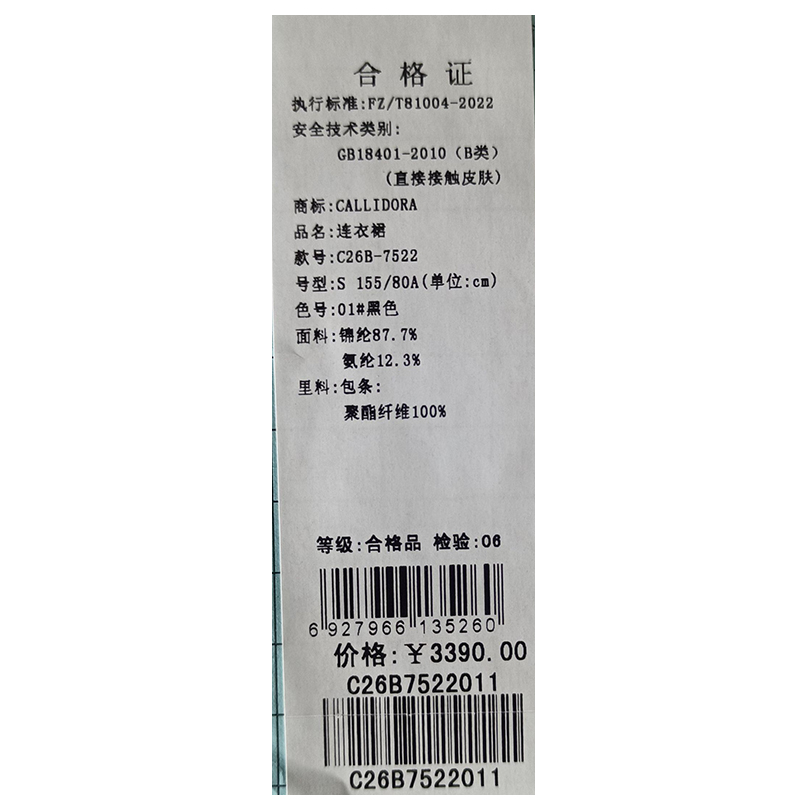 合格证
执行标准:FZ/T81004-2022
安全技术类别:
GB18401-2010（B类）
(直接接触皮肤)
商标:CALLIDORA
品名:连衣裙
款号:C26B-7522
号型:S 155/80A(单位:cm)
色号:01#黑色
面料:锦纶87.7%
氨纶12.3%
里料:包条:
聚酯纤维100%
等级:合格品 检验:06
6 927966 135260
价格:￥3390.00
C26B7522011
C26B7522011